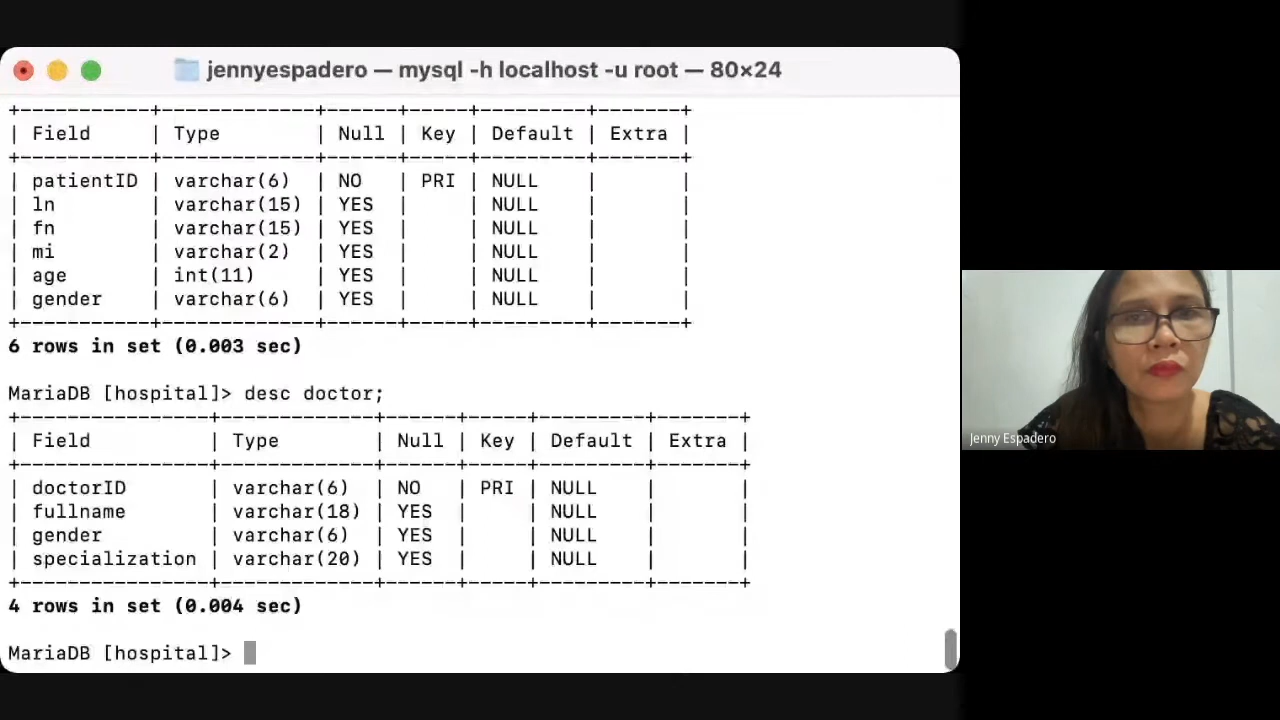 jennyespadero — mysql -h localhost -u root — 80×24
+-----------+-------------+------+-----+---------+-------+
| Field     | Type        | Null | Key | Default | Extra |
+-----------+-------------+------+-----+---------+-------+
| patientID | varchar(6)  | NO   | PRI | NULL    |       |
| ln        | varchar(15) | YES  |     | NULL    |       |
| fn        | varchar(15) | YES  |     | NULL    |       |
| mi        | varchar(2)  | YES  |     | NULL    |       |
| age       | int(11)     | YES  |     | NULL    |       |
| gender    | varchar(6)  | YES  |     | NULL    |       |
+-----------+-------------+------+-----+---------+-------+
6 rows in set (0.003 sec)
MariaDB [hospital]> desc doctor;
+----------------+-------------+------+-----+---------+-------+
| Field          | Type        | Null | Key | Default | Extra |
+----------------+-------------+------+-----+---------+-------+
| doctorID       | varchar(6)  | NO   | PRI | NULL    |       |
| fullname       | varchar(18) | YES  |     | NULL    |       |
| gender         | varchar(6)  | YES  |     | NULL    |       |
| specialization | varchar(20) | YES  |     | NULL    |       |
+----------------+-------------+------+-----+---------+-------+
4 rows in set (0.004 sec)
MariaDB [hospital]>
Jenny Espadero